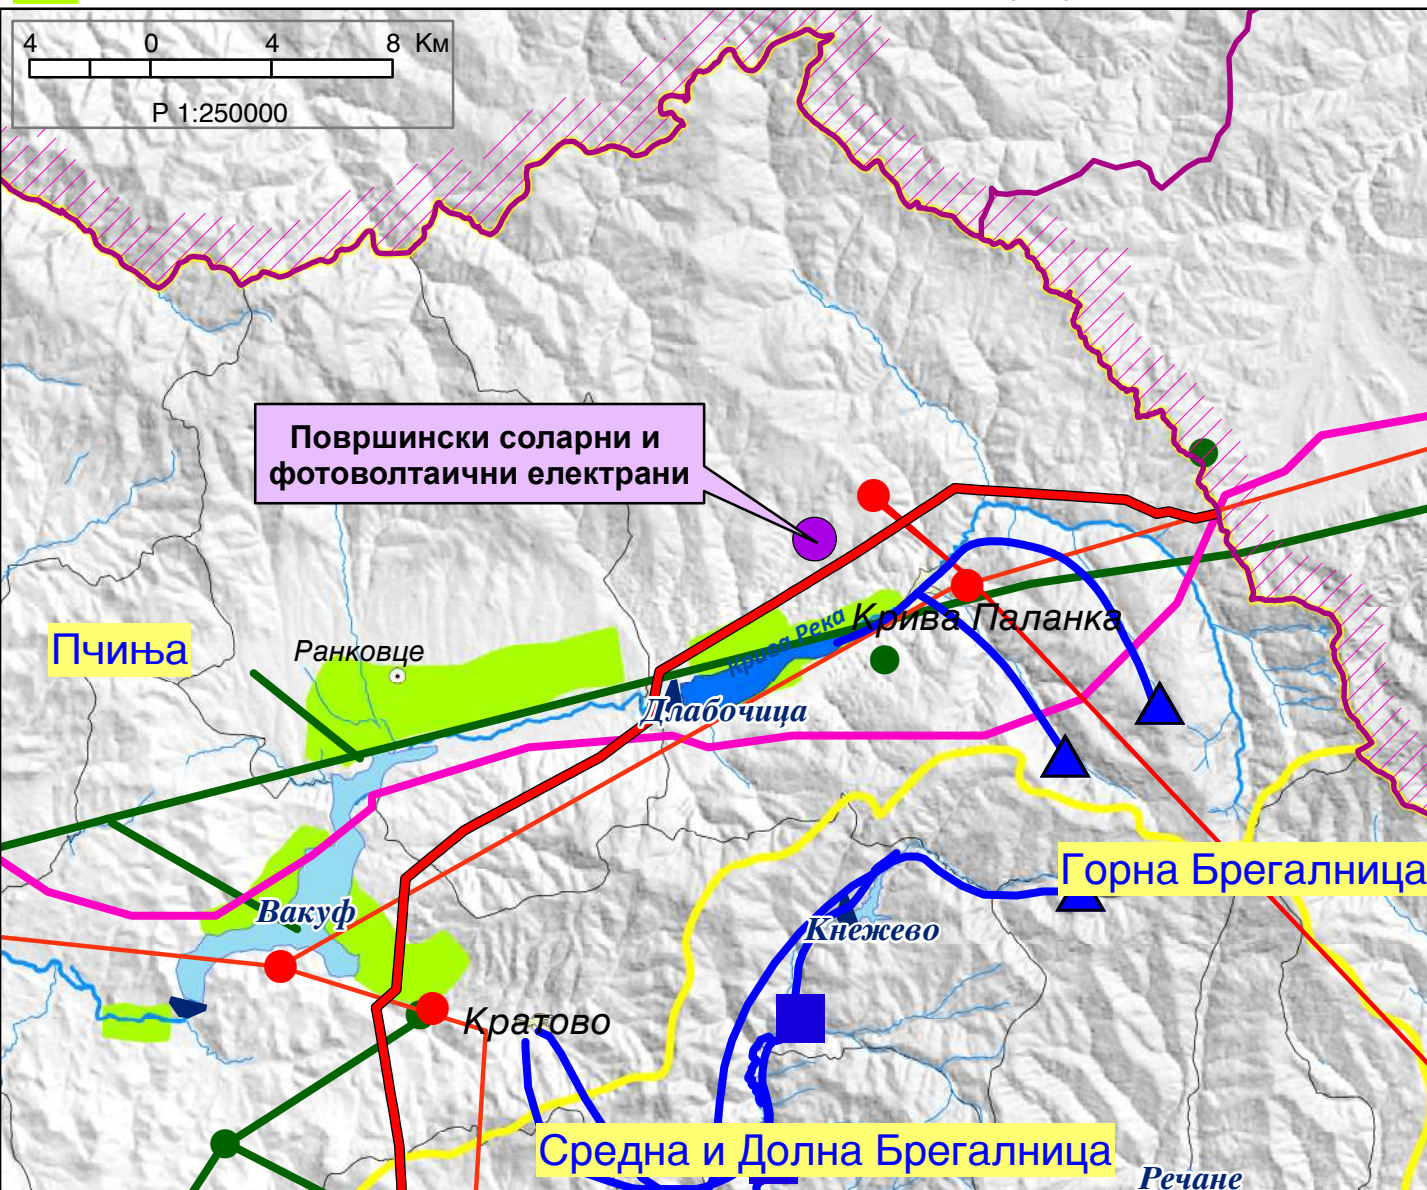 4 0 4 8 Км
Р 1:250000
Површински соларни и
фотоволтаични електрани
Пчиња
Ранковце
Крива Река
Крива Паланка
Длабочица
Горна Брегалница
Вакуф
Кнежево
Кратово
Средна и Долна Брегалница
Речане